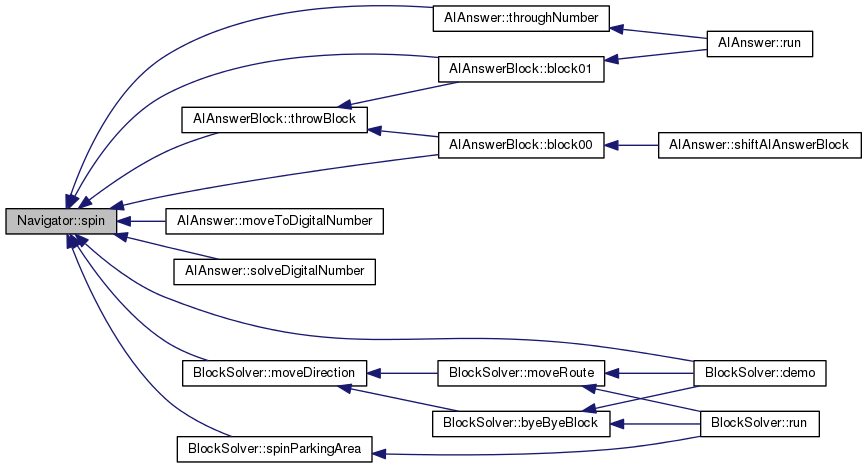 AIAnswer::throughNumber
AIAnswer::run
AIAnswerBlock::block01
AIAnswerBlock::throwBlock
AIAnswerBlock::block00
AIAnswer::shiftAIAnswerBlock
Navigator::spin
AIAnswer::moveToDigitalNumber
AIAnswer::solveDigitalNumber
BlockSolver::moveDirection
BlockSolver::moveRoute
BlockSolver::demo
BlockSolver::byeByeBlock
BlockSolver::run
BlockSolver::spinParkingArea